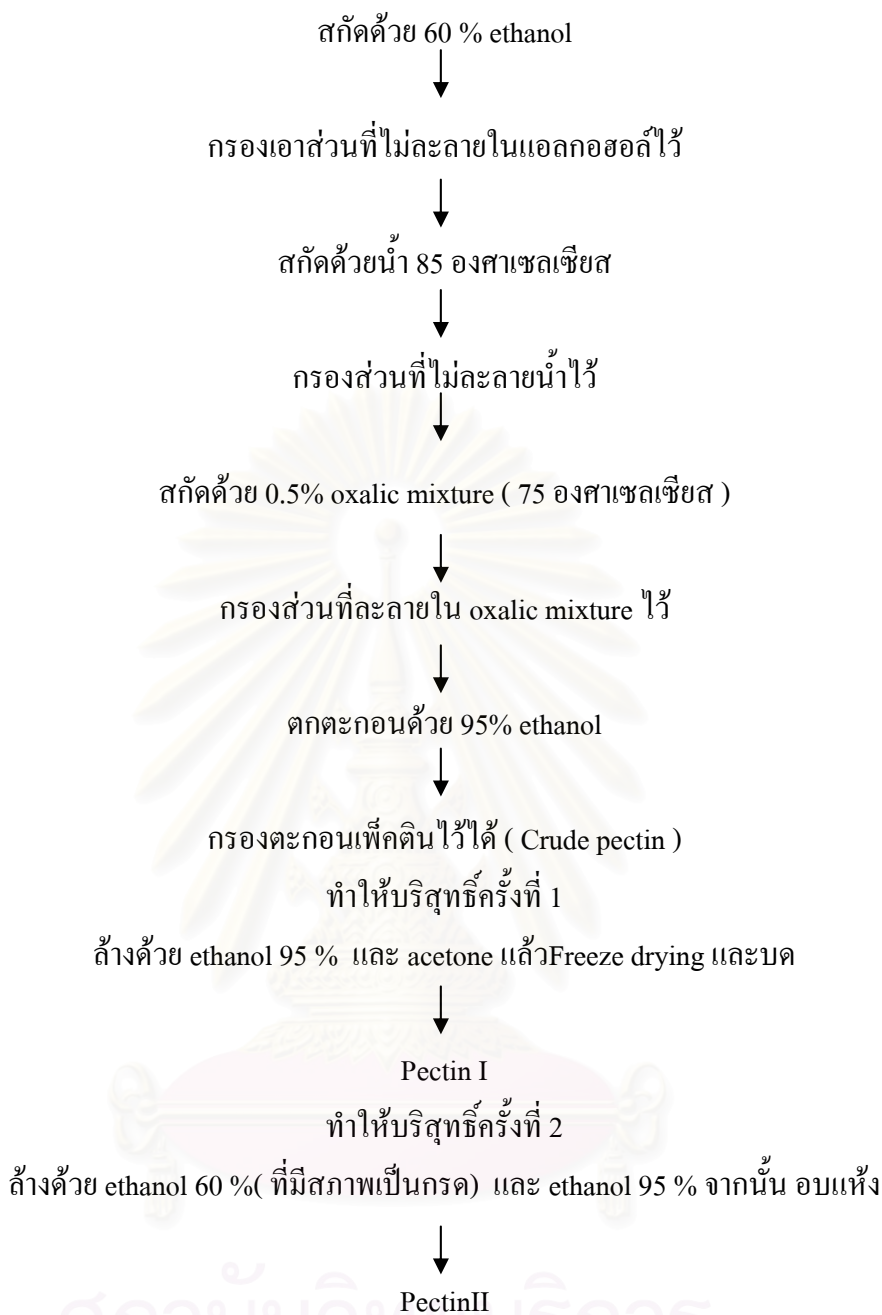 สกัดด้วย 60 % ethanol
กรองเอาส่วนที่ไม่ละลายในแอลกอฮอล์ไว้
สกัดด้วยน้ำ 85 องศาเซลเซียส
กรองส่วนที่ไม่ละลายน้ำไว้
สกัดด้วย 0.5% oxalic mixture ( 75 องศาเซลเซียส )
กรองส่วนที่ละลายใน oxalic mixture ไว้
ตกตะกอนด้วย 95% ethanol
กรองตะกอนเพ็คตินไว้ได้ ( Crude pectin )
ทำให้บริสุทธิ์ครั้งที่ 1
ล้างด้วย ethanol 95 % และ acetone แล้วFreeze drying และบด
Pectin I
ทำให้บริสุทธิ์ครั้งที่ 2
ล้างด้วย ethanol 60 %( ที่มีสภาพเป็นกรด) และ ethanol 95 % จากนั้น อบแห้ง
PectinII